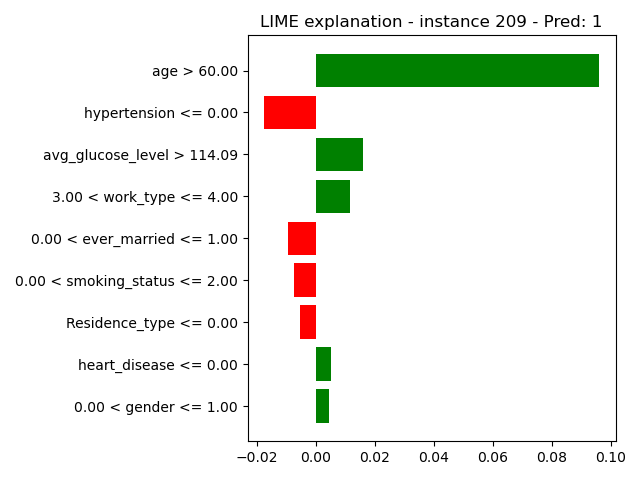 LIME explanation - instance 209 - Pred: 1
age > 60.00
hypertension <= 0.00
avg_glucose_level > 114.09
3.00 < work_type <= 4.00
0.00 < ever_married <= 1.00
0.00 < smoking_status <= 2.00
Residence_type <= 0.00
heart_disease <= 0.00
0.00 < gender <= 1.00
−0.02 0.00 0.02 0.04 0.06 0.08 0.10